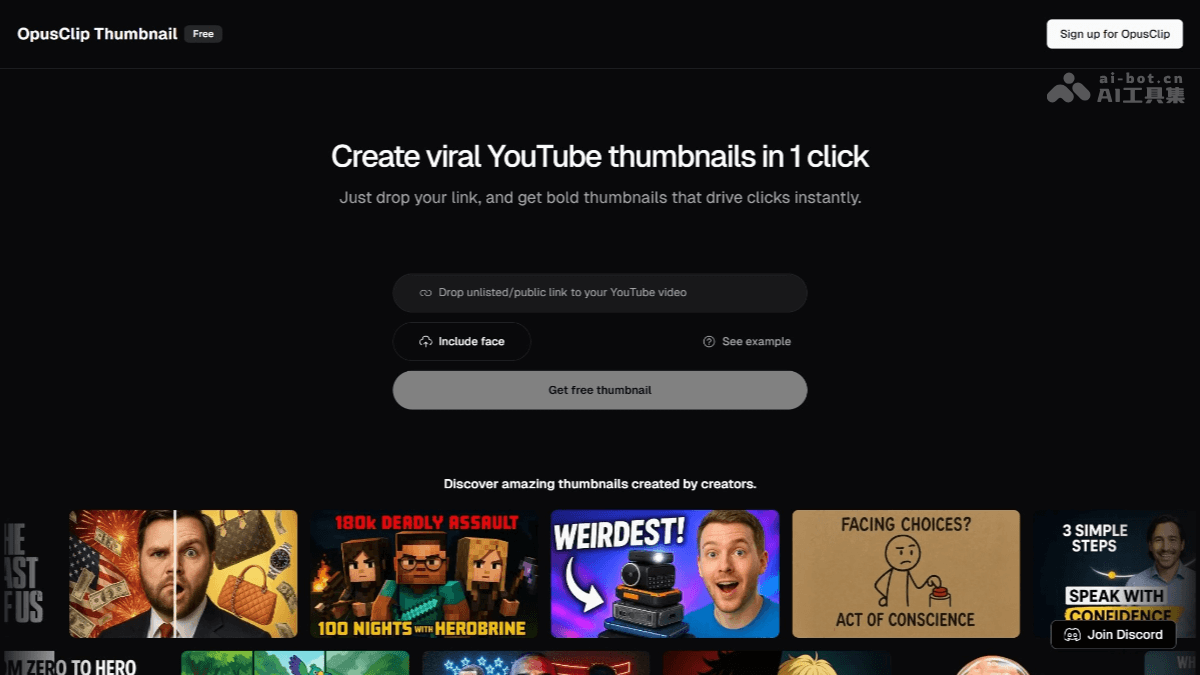 OpusClip Thumbnail
Free
Sign up for OpusClip
ai-bot.cn
AI工具集
Create viral YouTube thumbnails in 1 click
Just drop your link, and get bold thumbnails that drive clicks instantly.
Drop unlisted/public link to your YouTube video
Include face
See example
Get free thumbnail
Discover amazing thumbnails created by creators.
180K DEADLY ASSAULT
100 NIGHTS WITH HEROBRINE
WEIRDEST!
FACING CHOICES?
ACT OF CONSCIENCE
3 SIMPLE
STEPS
SPEAK WITH
CONFIDENCE
Join Discord
ZERO TO HERO